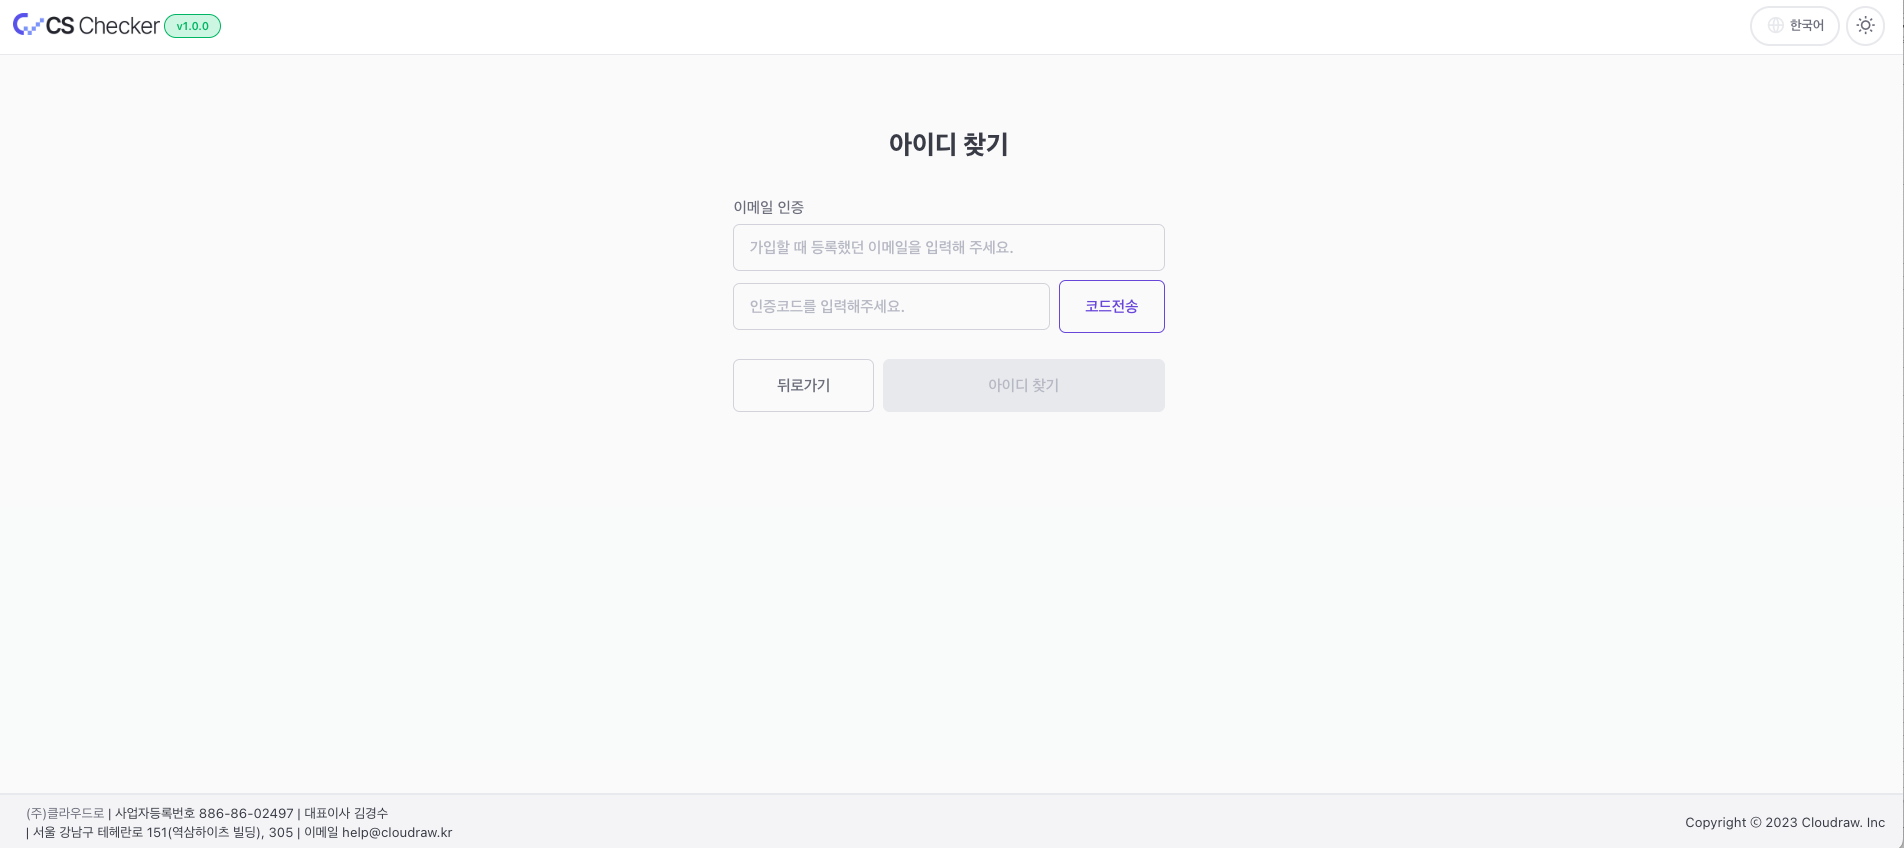 CS Checker v1.0.0
한국어
아이디 찾기
이메일 인증
가입할 때 등록했던 이메일을 입력해 주세요.
인증코드를 입력해주세요.
코드전송
뒤로가기
아이디 찾기
(주)클라우드로 | 사업자등록번호 886-86-02497 | 대표이사 김경수
| 서울 강남구 테헤란로 151(역삼하이츠 빌딩), 305 | 이메일 help@cloudraw.kr
Copyright © 2023 Cloudraw. Inc